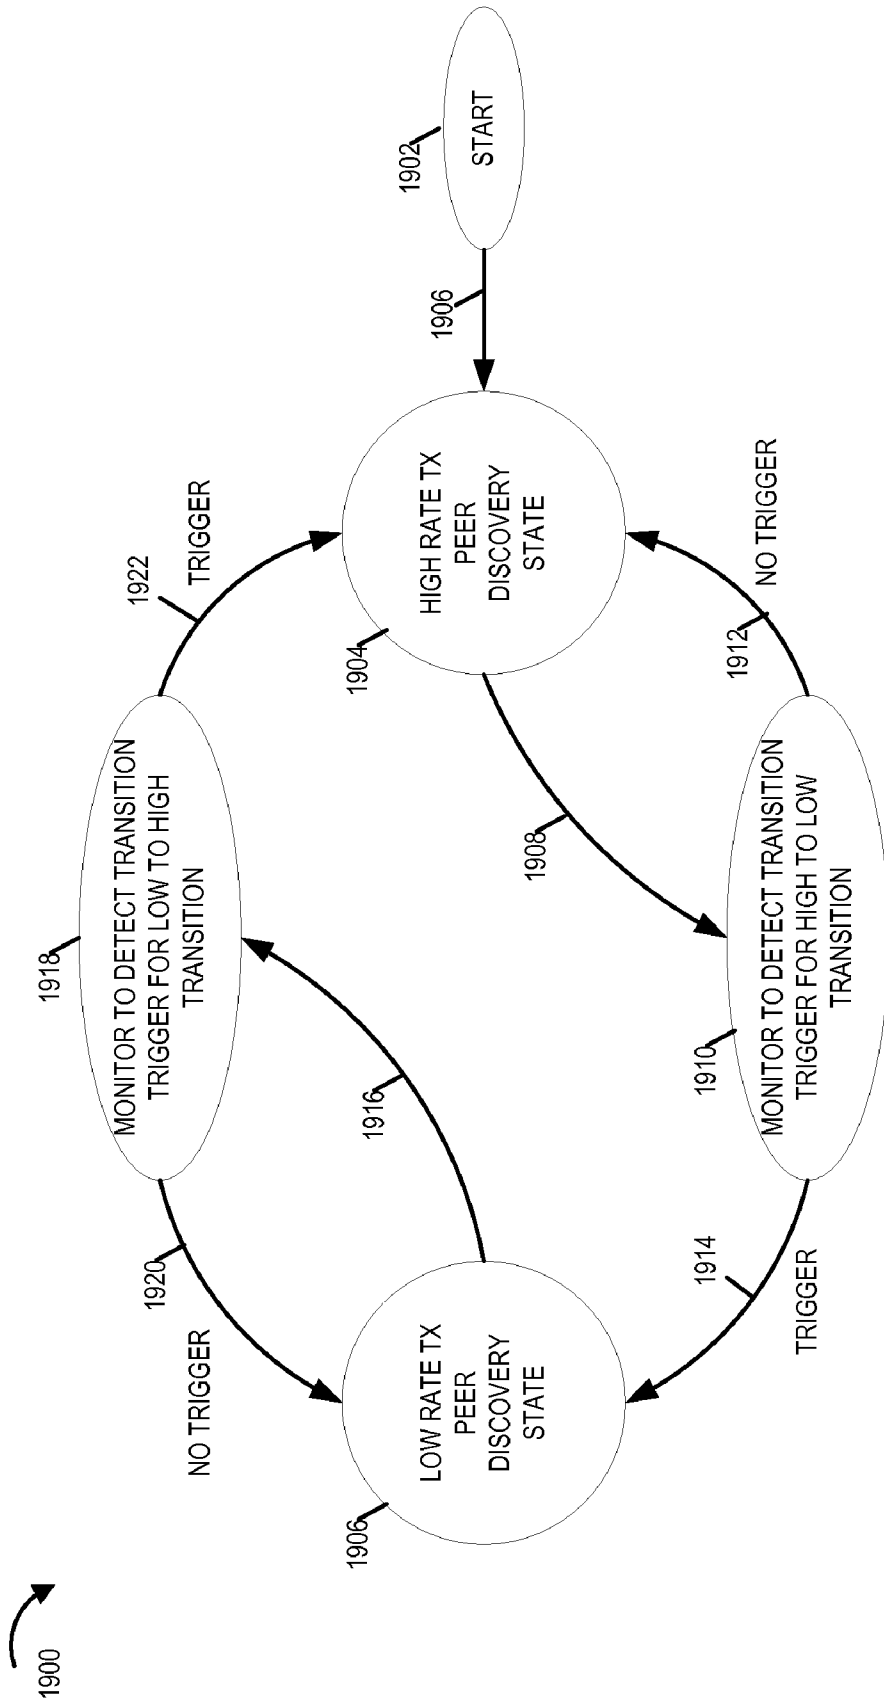 1900
1918
MONITOR TO DETECT TRANSITION
TRIGGER FOR LOW TO HIGH
TRANSITION
1920
NO TRIGGER
1922
TRIGGER
1916
1906
LOW RATE TX
PEER
DISCOVERY
STATE
1904
HIGH RATE TX
PEER
DISCOVERY
STATE
1906
1902
START
1908
1914
TRIGGER
1910
MONITOR TO DETECT TRANSITION
TRIGGER FOR HIGH TO LOW
TRANSITION
1912
NO TRIGGER